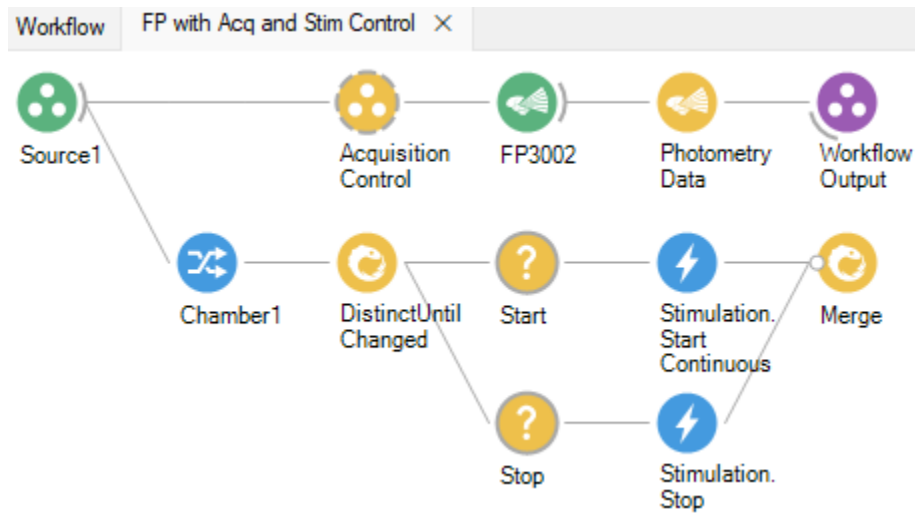 Workflow
FP with Acq and Stim Control ×
Source1
Acquisition
Control
FP3002
Photometry
Data
Workflow
Output
Chamber1
DistinctUntil
Changed
?
Start
Stimulation.
Start
Continuous
Merge
?
Stop
Stimulation.
Stop